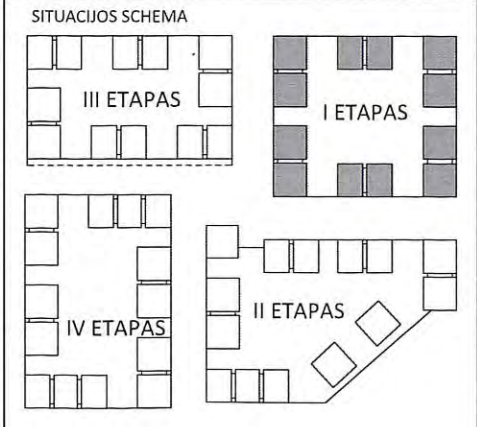 SITUACIJOS SCHEMA
III ETAPAS
I ETAPAS
IV ETAPAS
II ETAPAS